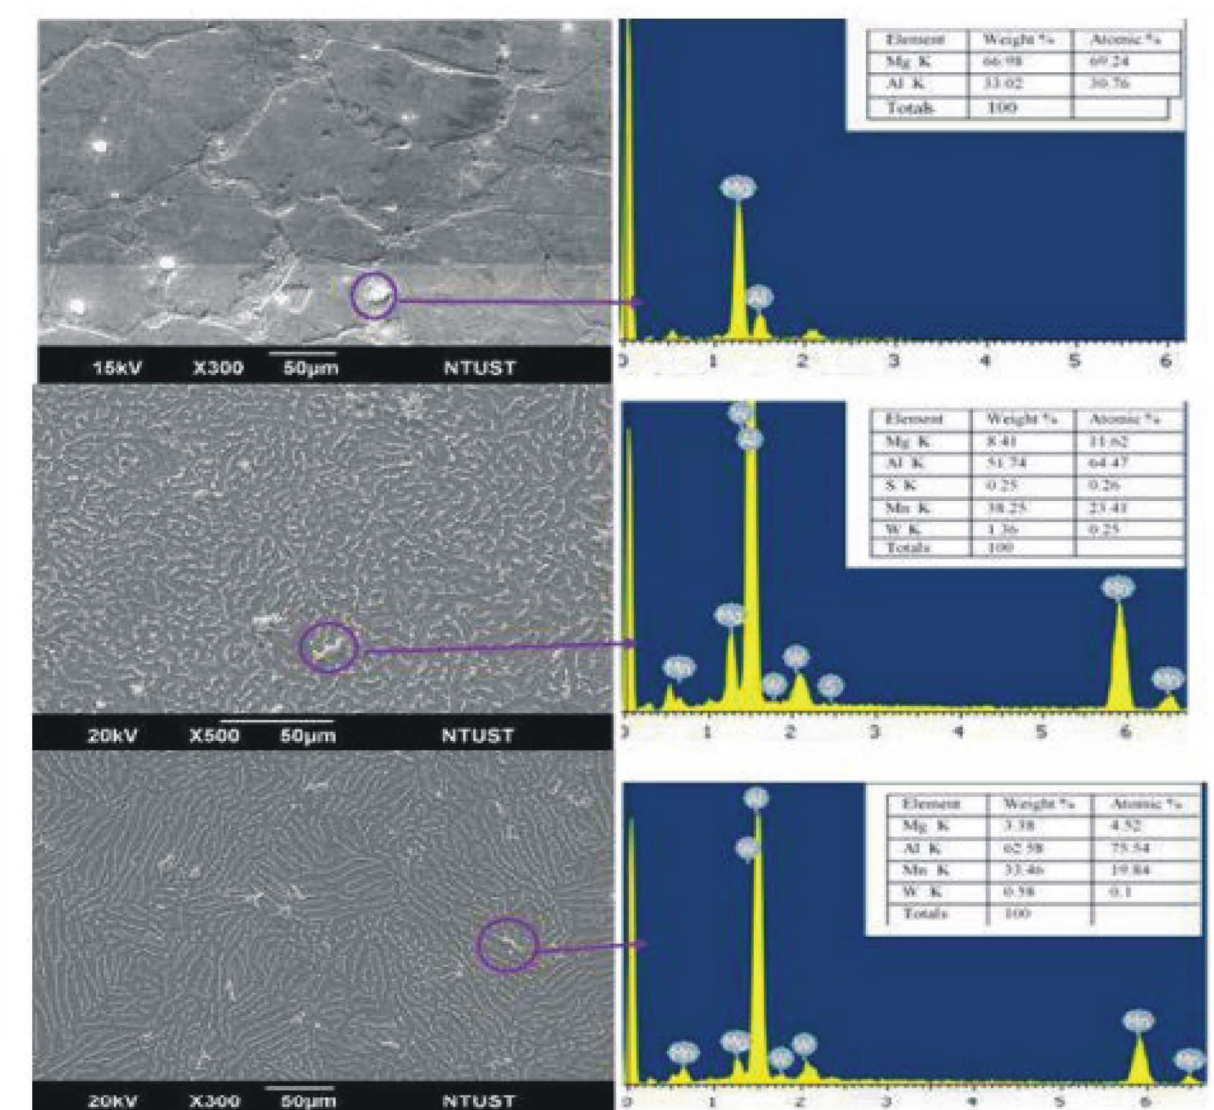 Element Weight % Atomic %
Mg K 66.98 69.24
Al K 33.02 30.76
Totals 100
Mg
Al
0 1 2 3 4 5 6
15kV X300 50µm NTUST
Element Weight % Atomic %
Mg K 8.41 11.62
Al K 51.74 64.47
S K 0.25 0.26
Mn K 38.25 23.41
W K 1.36 0.25
Totals 100
Al
Mn
Mg
Mn
W
S
Mn
0 1 2 3 4 5 6
20kV X500 50µm NTUST
Element Weight % Atomic %
Mg K 3.38 4.52
Al K 62.58 75.54
Mn K 33.46 19.84
W K 0.58 0.1
Totals 100
Al
Mn
Mn
Mg
Mn
0 1 2 3 4 5 6
20kV X300 50µm NTUST